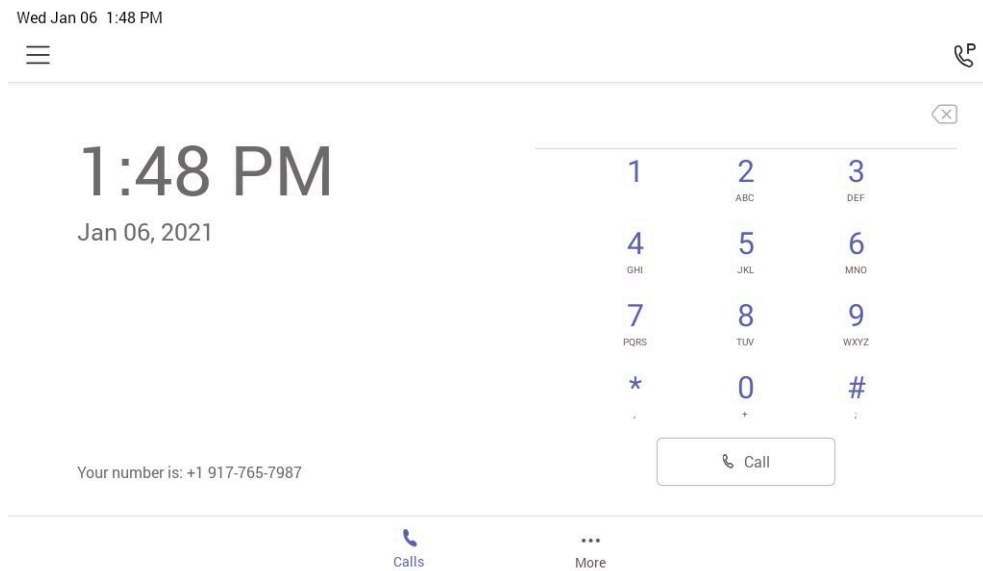 Wed Jan 06 1:48 PM
P
1:48 PM
Jan 06, 2021
1 2 3
ABC DEF
4 5 6
GHI JKL MNO
7 8 9
PQRS TUV WXYZ
* 0 #
, + ;
Call
Your number is: +1 917-765-7987
Calls More